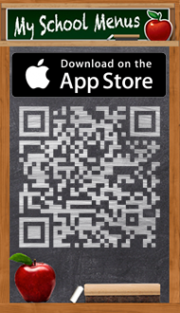 My School Menus
Download on the
App Store